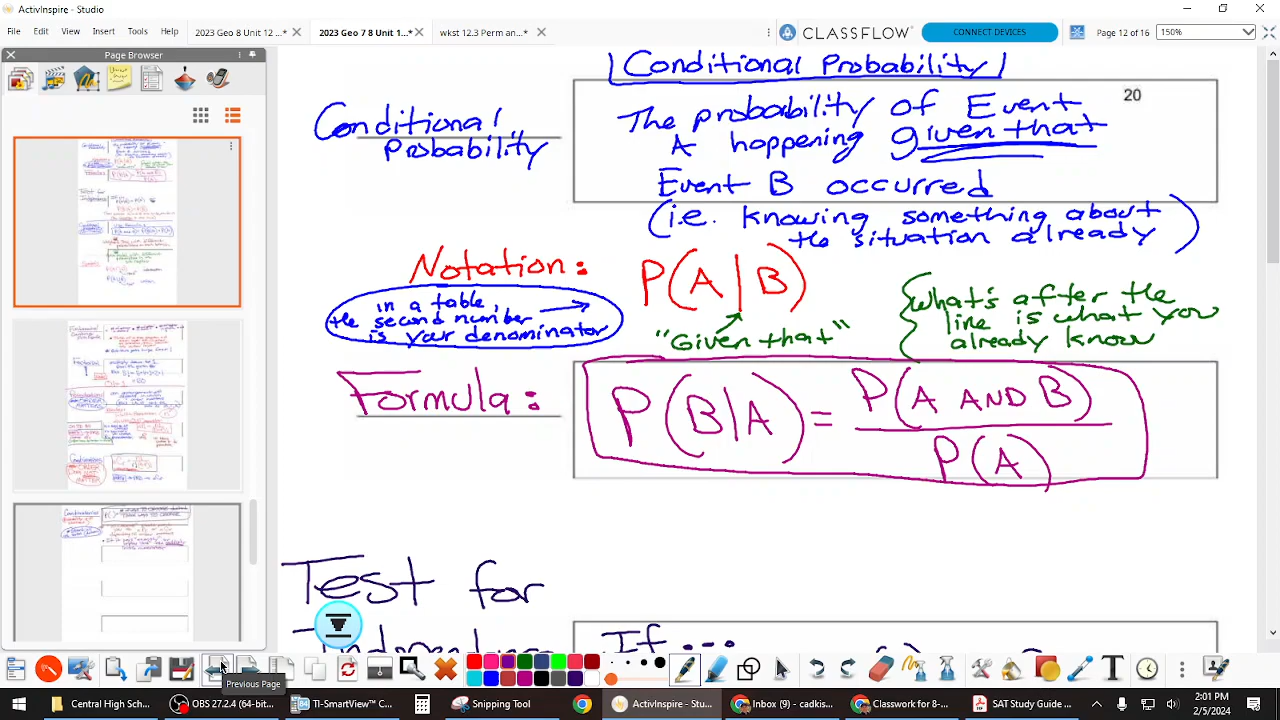 ActivInspire - Studio
File Edit View Insert Tools Help
2023 Geo 8 Unit 12 ...*
2023 Geo 7 8 Unit 1...*
wkst 12.3 Perm an...*
CLASSFLOW
CONNECT DEVICES
Page 12 of 16
150%
Page Browser
Conditional Probability
20
Conditional
Probability
The probability of Event
A happening given that
Event B occurred
(i.e. knowing something about
the situation already)
Notation: P(A|B)
in a table,
the second number
is your denominator
"Given that"
What's after the
line is what you
already know
Formula:
P(B|A) = P(A AND B)
P(A)
Test for
If...
Previous Page
Central High Sch...
OBS 27.2.4 (64-bit...
TI-SmartView™ C...
Snipping Tool
ActivInspire - Stu...
Inbox (9) - cadkis...
Classwork for 8-...
SAT Study Guide ...
2:01 PM
2/5/2024